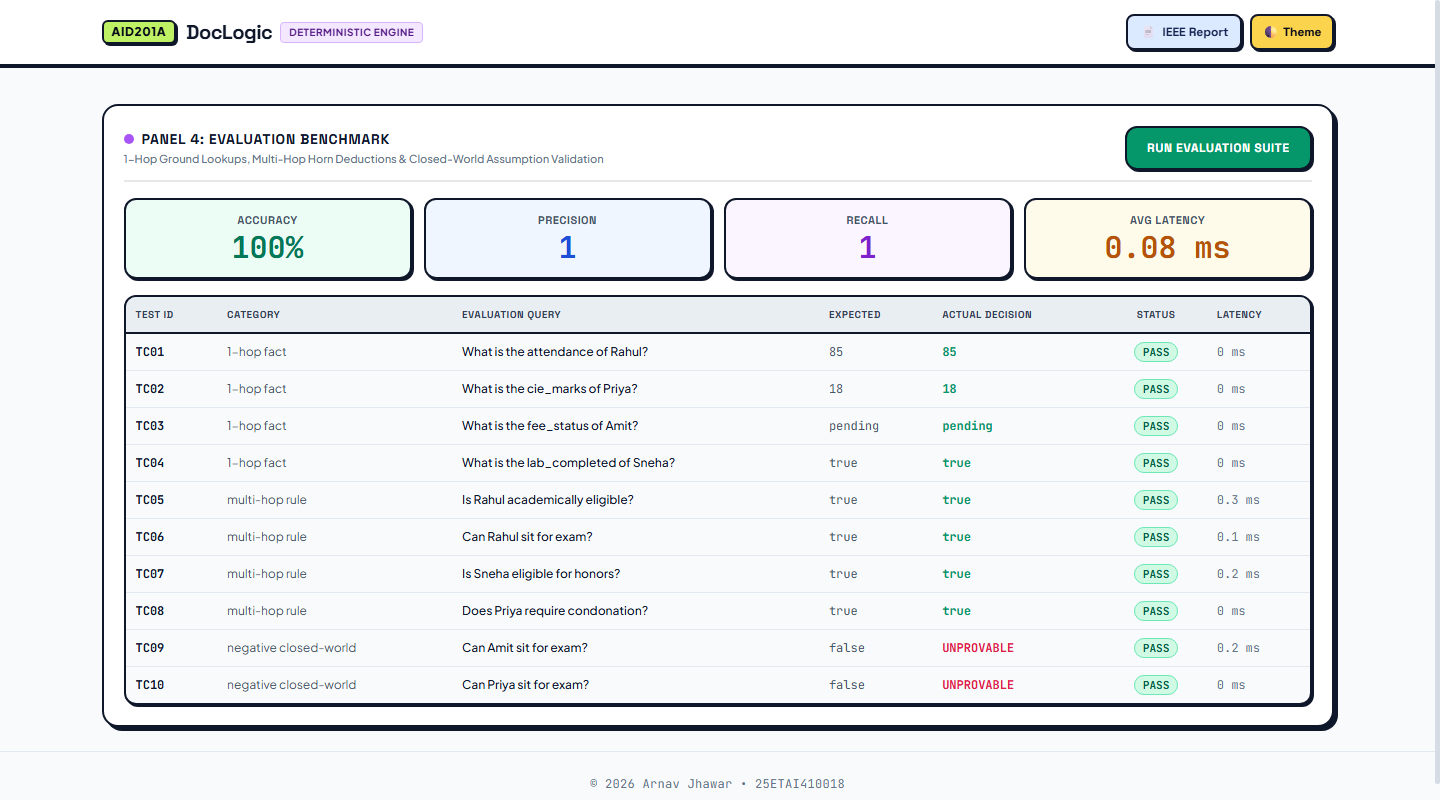 AID201A DocLogic DETERMINISTIC ENGINE IEEE Report Theme
PANEL 4: EVALUATION BENCHMARK
1-Hop Ground Lookups, Multi-Hop Horn Deductions & Closed-World Assumption Validation
RUN EVALUATION SUITE
ACCURACY PRECISION RECALL AVG LATENCY
100% 1 1 0.08 ms
TEST ID CATEGORY EVALUATION QUERY EXPECTED ACTUAL DECISION STATUS LATENCY
TC01 1-hop fact What is the attendance of Rahul? 85 85 PASS 0 ms
TC02 1-hop fact What is the cie_marks of Priya? 18 18 PASS 0 ms
TC03 1-hop fact What is the fee_status of Amit? pending pending PASS 0 ms
TC04 1-hop fact What is the lab_completed of Sneha? true true PASS 0 ms
TC05 multi-hop rule Is Rahul academically eligible? true true PASS 0.3 ms
TC06 multi-hop rule Can Rahul sit for exam? true true PASS 0.1 ms
TC07 multi-hop rule Is Sneha eligible for honors? true true PASS 0.2 ms
TC08 multi-hop rule Does Priya require condonation? true true PASS 0 ms
TC09 negative closed-world Can Amit sit for exam? false UNPROVABLE PASS 0.2 ms
TC10 negative closed-world Can Priya sit for exam? false UNPROVABLE PASS 0 ms
© 2026 Arnav Jhawar • 25ETAI410018